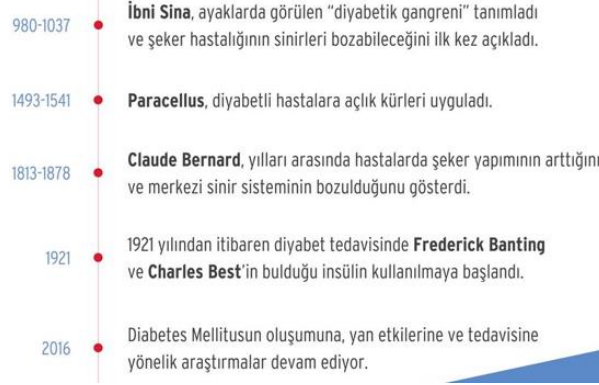 980-1037
İbni Sina, ayaklarda görülen “diyabetik gangreni” tanımladı
ve şeker hastalığının sinirleri bozabileceğini ilk kez açıkladı.
1493-1541
Paracellus, diyabetli hastalara açlık kürleri uyguladı.
1813-1878
Claude Bernard, yılları arasında hastalarda şeker yapımının arttığını
ve merkezi sinir sisteminin bozulduğunu gösterdi.
1921
1921 yılından itibaren diyabet tedavisinde Frederick Banting
ve Charles Best'in bulduğu insülin kullanılmaya başlandı.
2016
Diabetes Mellitusun oluşumuna, yan etkilerine ve tedavisine
yönelik araştırmalar devam ediyor.